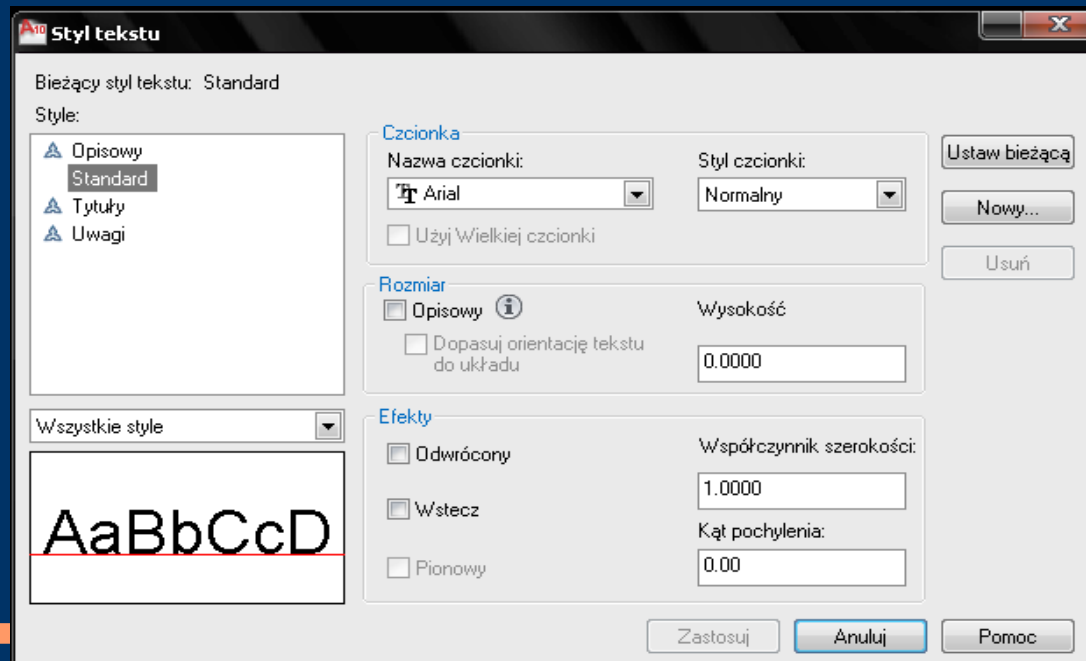 A10 Styl tekstu
Bieżący styl tekstu: Standard
Style:
Opisowy
Standard
Tytuły
Uwagi
Wszystkie style
AaBbCcD
Czcionka
Nazwa czcionki:
Arial
Styl czcionki:
Normalny
Użyj Wielkiej czcionki
Rozmiar
Opisowy
Dopasuj orientację tekstu
do układu
Wysokość
0.0000
Efekty
Odwrócony
Wstecz
Pionowy
Współczynnik szerokości:
1.0000
Kąt pochylenia:
0.00
Ustaw bieżącą
Nowy...
Usuń
Zastosuj
Anuluj
Pomoc